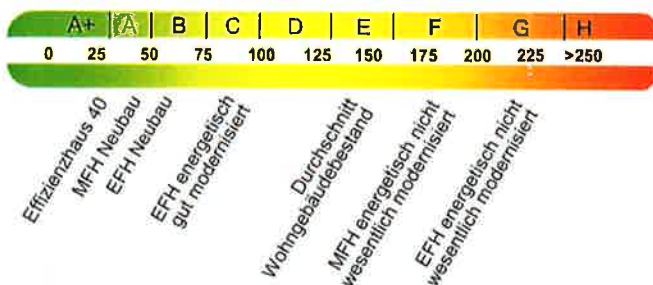 A+ A B C D E F G H
0 25 50 75 100 125 150 175 200 225 >250
Effizienzhaus 40
MFH Neubau
EFH Neubau
EFH energetisch
gut modernisiert
Durchschnitt
Wohngebäudebestand
MFH energetisch nicht
wesentlich modernisiert
EFH energetisch nicht
wesentlich modernisiert